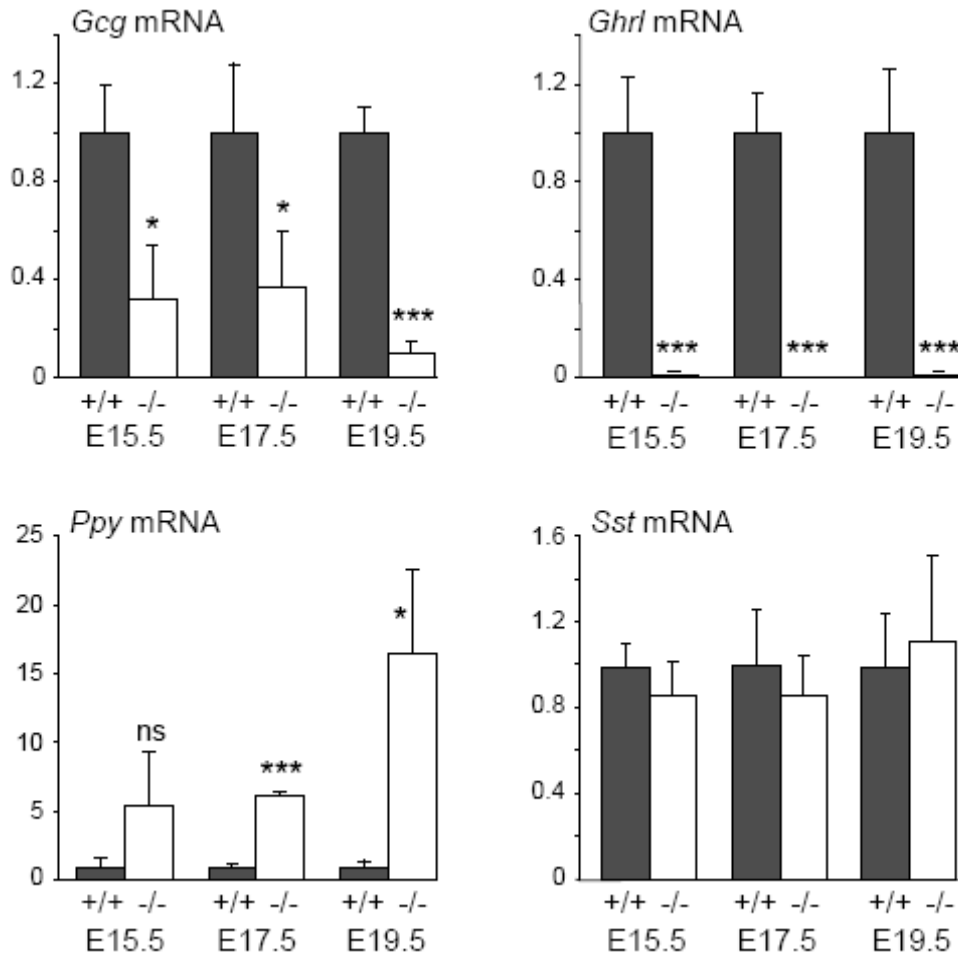 Gcg mRNA
1.2
0.8
0.4
0
* * ***
+/+ -/- +/+ -/- +/+ -/-
E15.5 E17.5 E19.5
Ghrl mRNA
1.2
0.8
0.4
0
*** *** ***
+/+ -/- +/+ -/- +/+ -/-
E15.5 E17.5 E19.5
Ppy mRNA
25
20
15
10
5
0
ns *** *
+/+ -/- +/+ -/- +/+ -/-
E15.5 E17.5 E19.5
Sst mRNA
1.6
1.2
0.8
0.4
0
+/+ -/- +/+ -/- +/+ -/-
E15.5 E17.5 E19.5